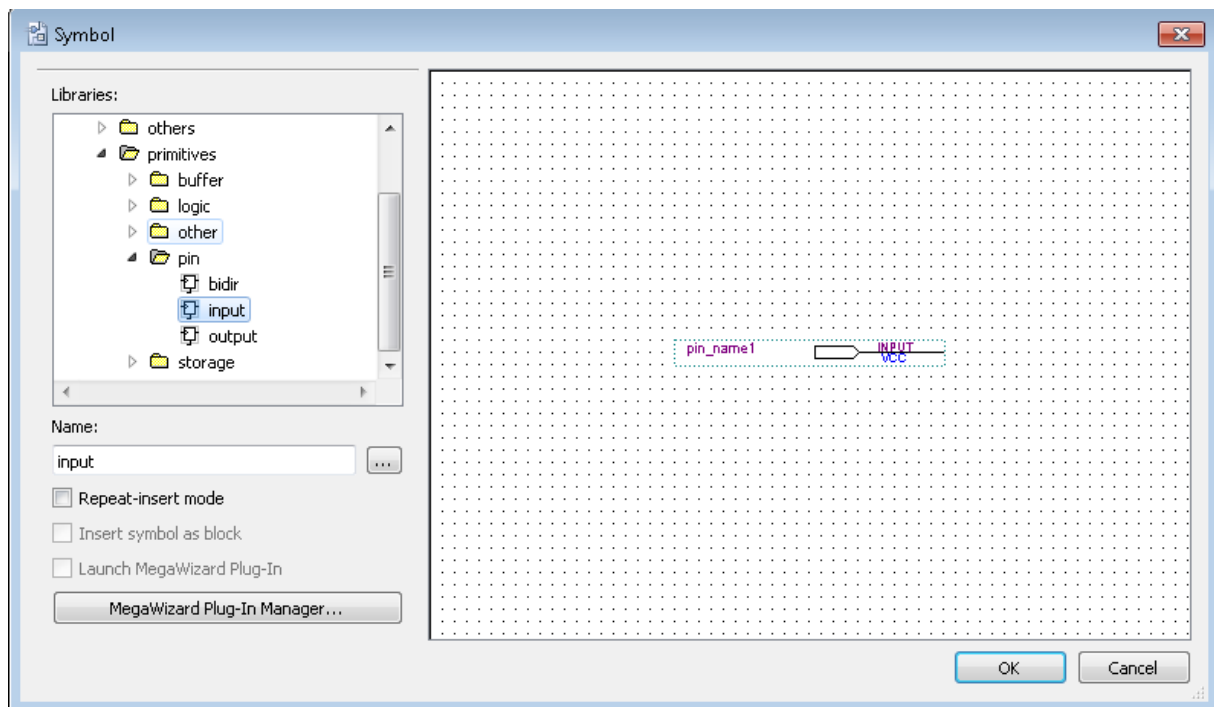 Symbol
Libraries:
others
primitives
buffer
logic
other
pin
bidir
input
output
storage
Name:
input
...
Repeat-insert mode
Insert symbol as block
Launch MegaWizard Plug-In
MegaWizard Plug-In Manager...
pin_name1
INPUT
VCC
OK
Cancel